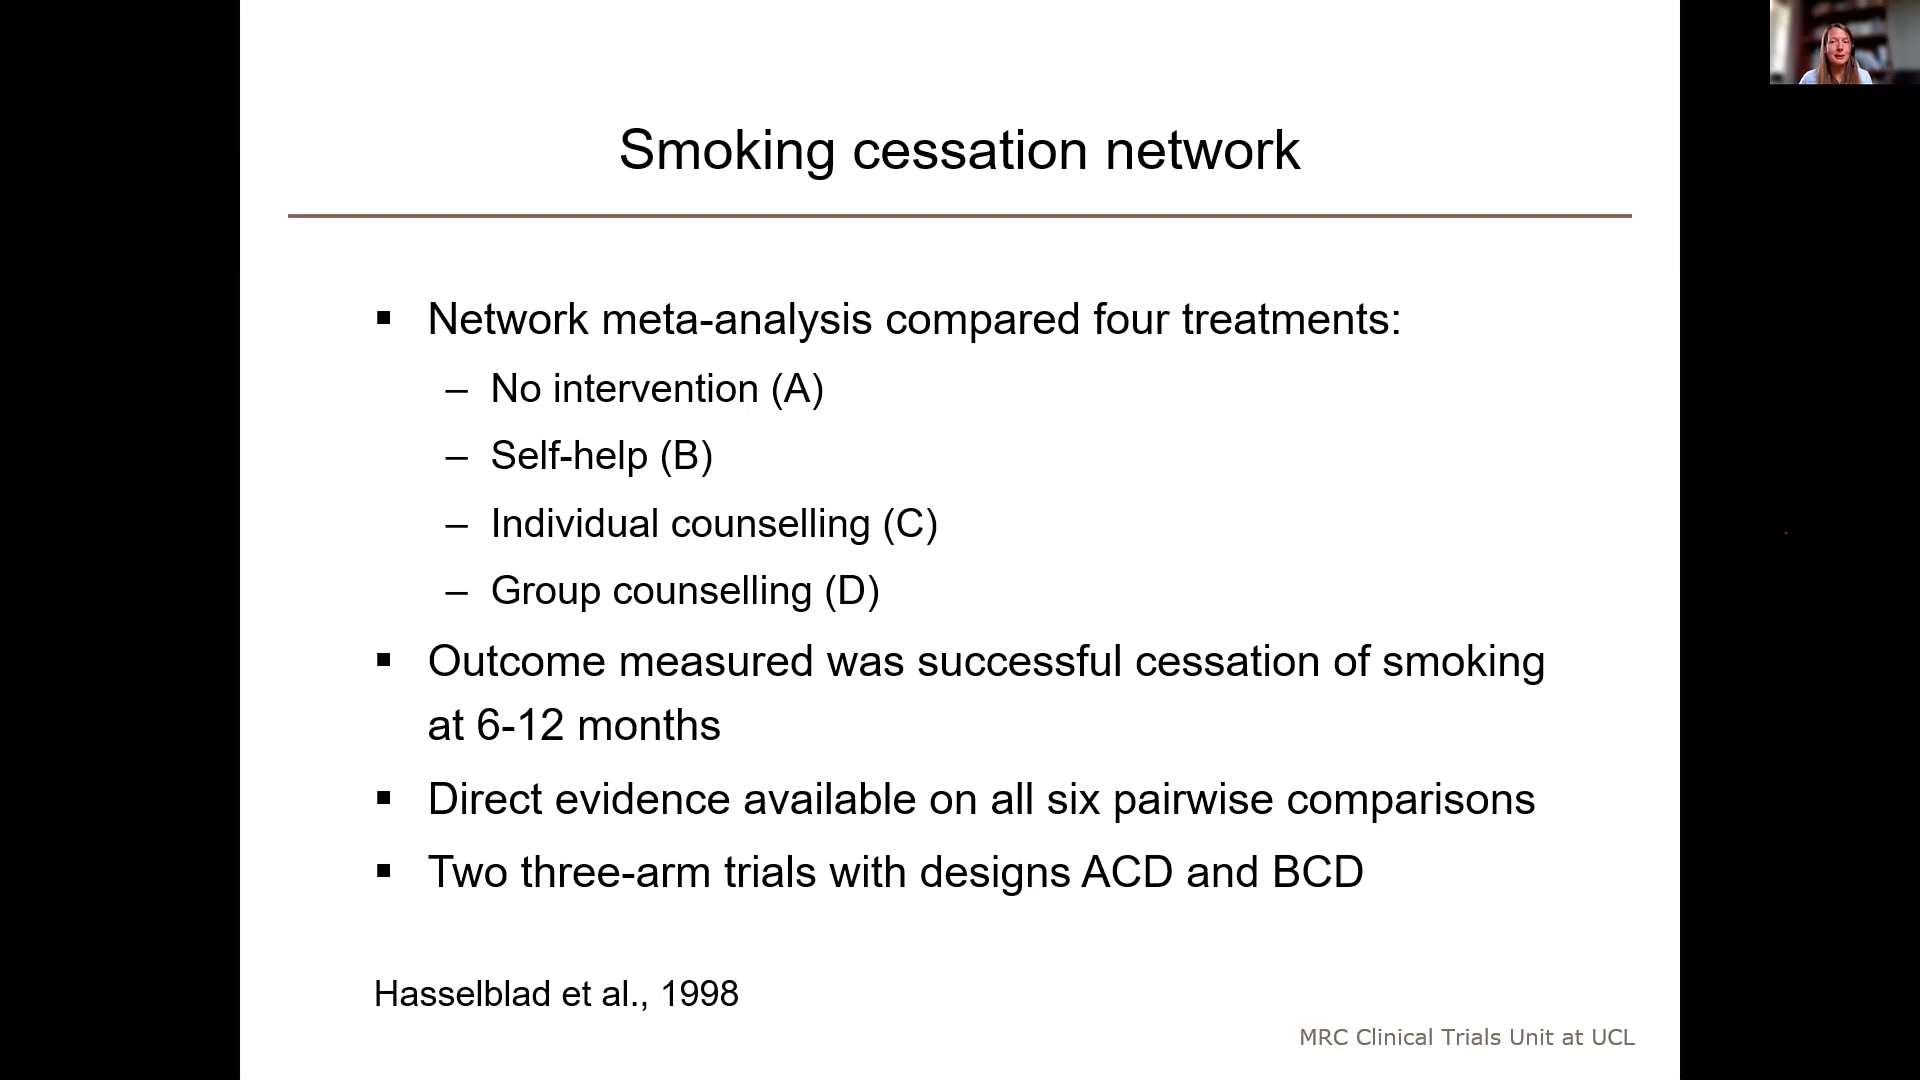 Smoking cessation network
▪ Network meta-analysis compared four treatments:
– No intervention (A)
– Self-help (B)
– Individual counselling (C)
– Group counselling (D)
▪ Outcome measured was successful cessation of smoking
at 6-12 months
▪ Direct evidence available on all six pairwise comparisons
▪ Two three-arm trials with designs ACD and BCD
Hasselblad et al., 1998
MRC Clinical Trials Unit at UCL